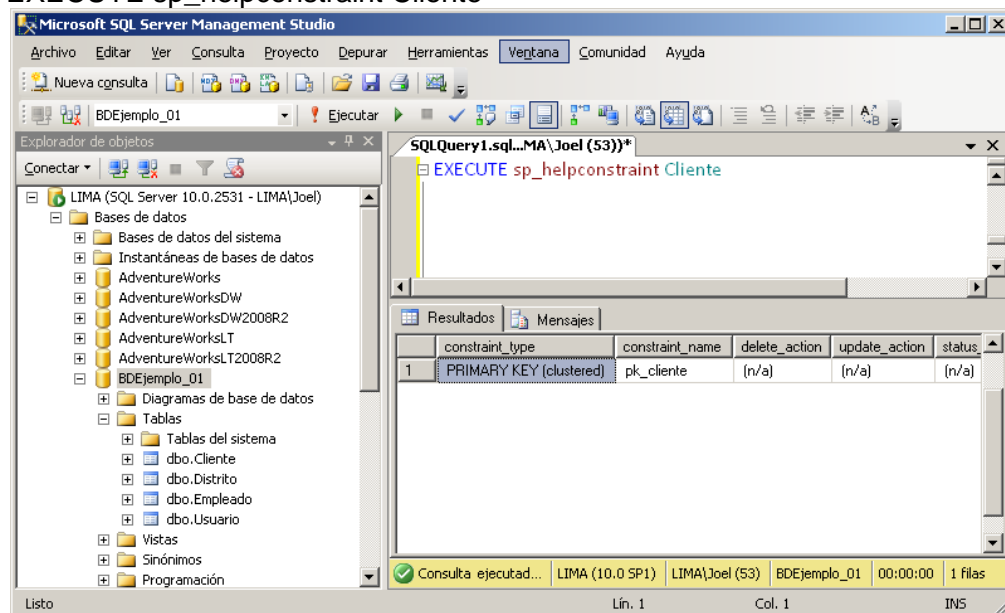 EXECUTE sp_helpconstraint Cliente
Microsoft SQL Server Management Studio
Archivo Editar Ver Consulta Proyecto Depurar Herramientas Ventana Comunidad Ayuda
Nueva consulta
BDEjemplo_01 Ejecutar
Explorador de objetos
Conectar
LIMA (SQL Server 10.0.2531 - LIMA\Joel)
Bases de datos
Bases de datos del sistema
Instantáneas de bases de datos
AdventureWorks
AdventureWorksDW
AdventureWorksDW2008R2
AdventureWorksLT
AdventureWorksLT2008R2
BDEjemplo_01
Diagramas de base de datos
Tablas
Tablas del sistema
dbo.Cliente
dbo.Distrito
dbo.Empleado
dbo.Usuario
Vistas
Sinónimos
Programación
SQLQuery1.sql...MA\Joel (53))*
EXECUTE sp_helpconstraint Cliente
Resultados Mensajes
constraint_type constraint_name delete_action update_action status_
1 PRIMARY KEY (clustered) pk_cliente (n/a) (n/a) (n/a)
Consulta ejecutad... LIMA (10.0 SP1) LIMA\Joel (53) BDEjemplo_01 00:00:00 1 filas
Listo Lín. 1 Col. 1 INS